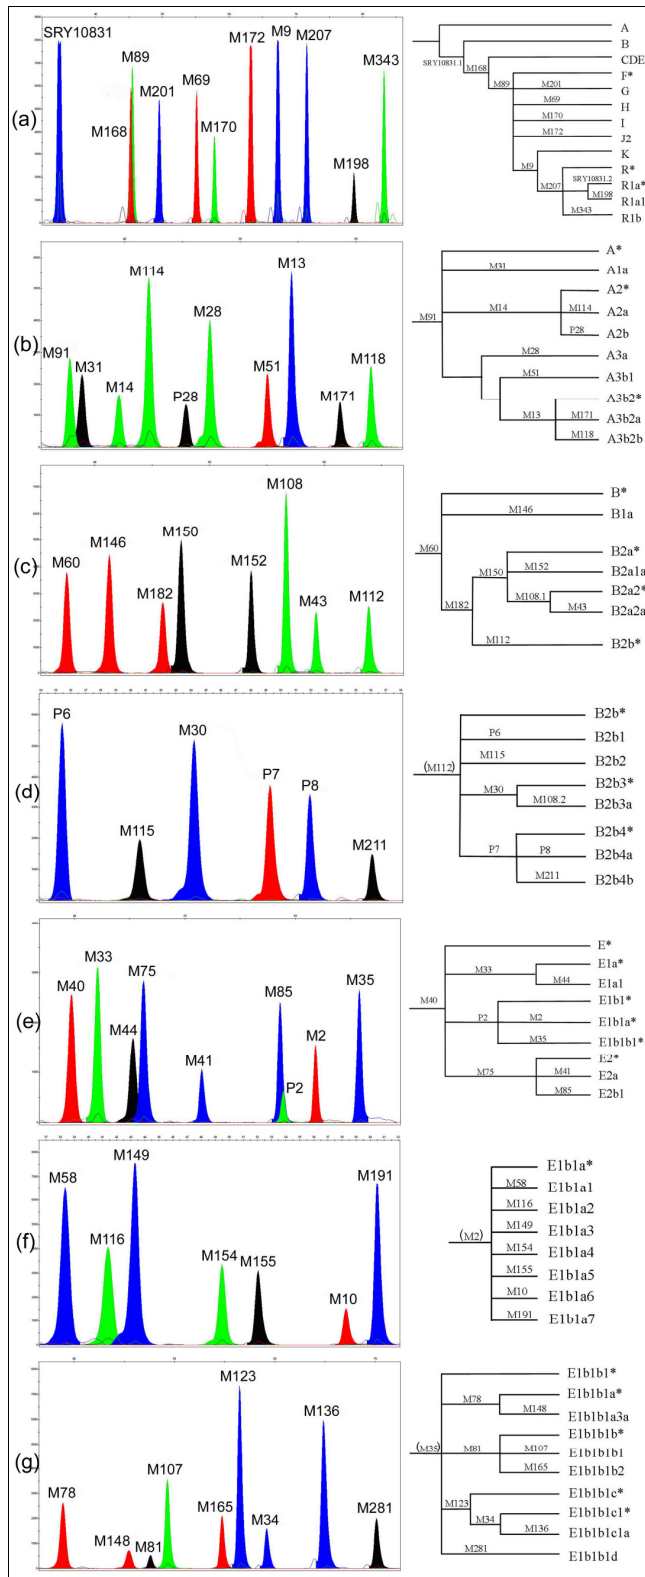 (a)
SRY10831
M168
M89
M201
M69
M170
M172
M9
M207
M198
M343
SRY10831.1
M168
M89
M201
M69
M170
M172
M9
M207
SRY10831.2
M198
M343
A
B
CDE
F*
G
H
I
J2
K
R*
R1a*
R1a1
R1b
(b)
M91
M31
M14
M114
P28
M28
M51
M13
M171
M118
M91
M31
M14
M114
P28
M28
M51
M13
M171
M118
A*
A1a
A2*
A2a
A2b
A3a
A3b1
A3b2*
A3b2a
A3b2b
(c)
M60
M146
M182
M150
M152
M108
M43
M112
M60
M146
M182
M150
M152
M108.1
M43
M112
B*
B1a
B2a*
B2a1a
B2a2*
B2a2a
B2b*
(d)
P6
M115
M30
P7
P8
M211
(M112)
P6
M115
M30
M108.2
P7
P8
M211
B2b*
B2b1
B2b2
B2b3*
B2b3a
B2b4*
B2b4a
B2b4b
(e)
M40
M33
M44
M75
M41
M85
P2
M2
M35
M40
M33
M44
P2
M2
M35
M75
M41
M85
E*
E1a*
E1a1
E1b1*
E1b1a*
E1b1b1*
E2*
E2a
E2b1
(f)
M58
M116
M149
M154
M155
M10
M191
(M2)
M58
M116
M149
M154
M155
M10
M191
E1b1a*
E1b1a1
E1b1a2
E1b1a3
E1b1a4
E1b1a5
E1b1a6
E1b1a7
(g)
M78
M148
M81
M107
M165
M123
M34
M136
M281
(M35)
M78
M148
M81
M107
M165
M123
M34
M136
M281
E1b1b1*
E1b1b1a*
E1b1b1a3a
E1b1b1b*
E1b1b1b1
E1b1b1b2
E1b1b1c*
E1b1b1c1*
E1b1b1c1a
E1b1b1d